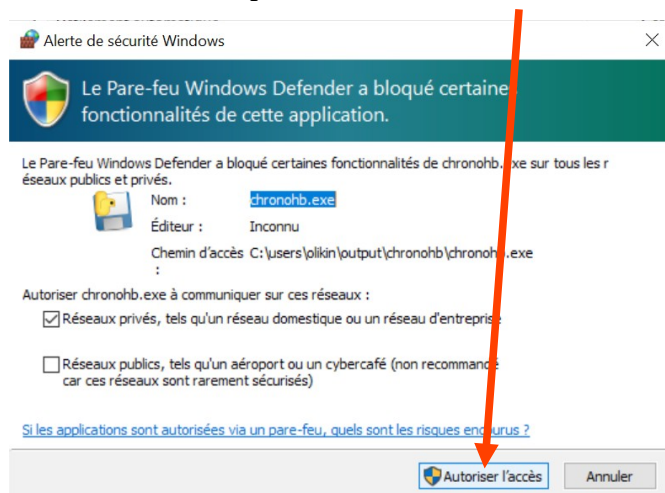 Alerte de sécurité Windows
Le Pare-feu Windows Defender a bloqué certaines
fonctionnalités de cette application.
Le Pare-feu Windows Defender a bloqué certaines fonctionnalités de chronohb.exe sur tous les r
éseaux publics et privés.
Nom : chronohb.exe
Éditeur : Inconnu
Chemin d'accès C:\users\olikin\output\chronohb\chronohb.exe
:
Autoriser chronohb.exe à communiquer sur ces réseaux :
Réseaux privés, tels qu'un réseau domestique ou un réseau d'entreprise
Réseaux publics, tels qu'un aéroport ou un cybercafé (non recommandé
car ces réseaux sont rarement sécurisés)
Si les applications sont autorisées via un pare-feu, quels sont les risques encourus ?
Autoriser l'accès Annuler